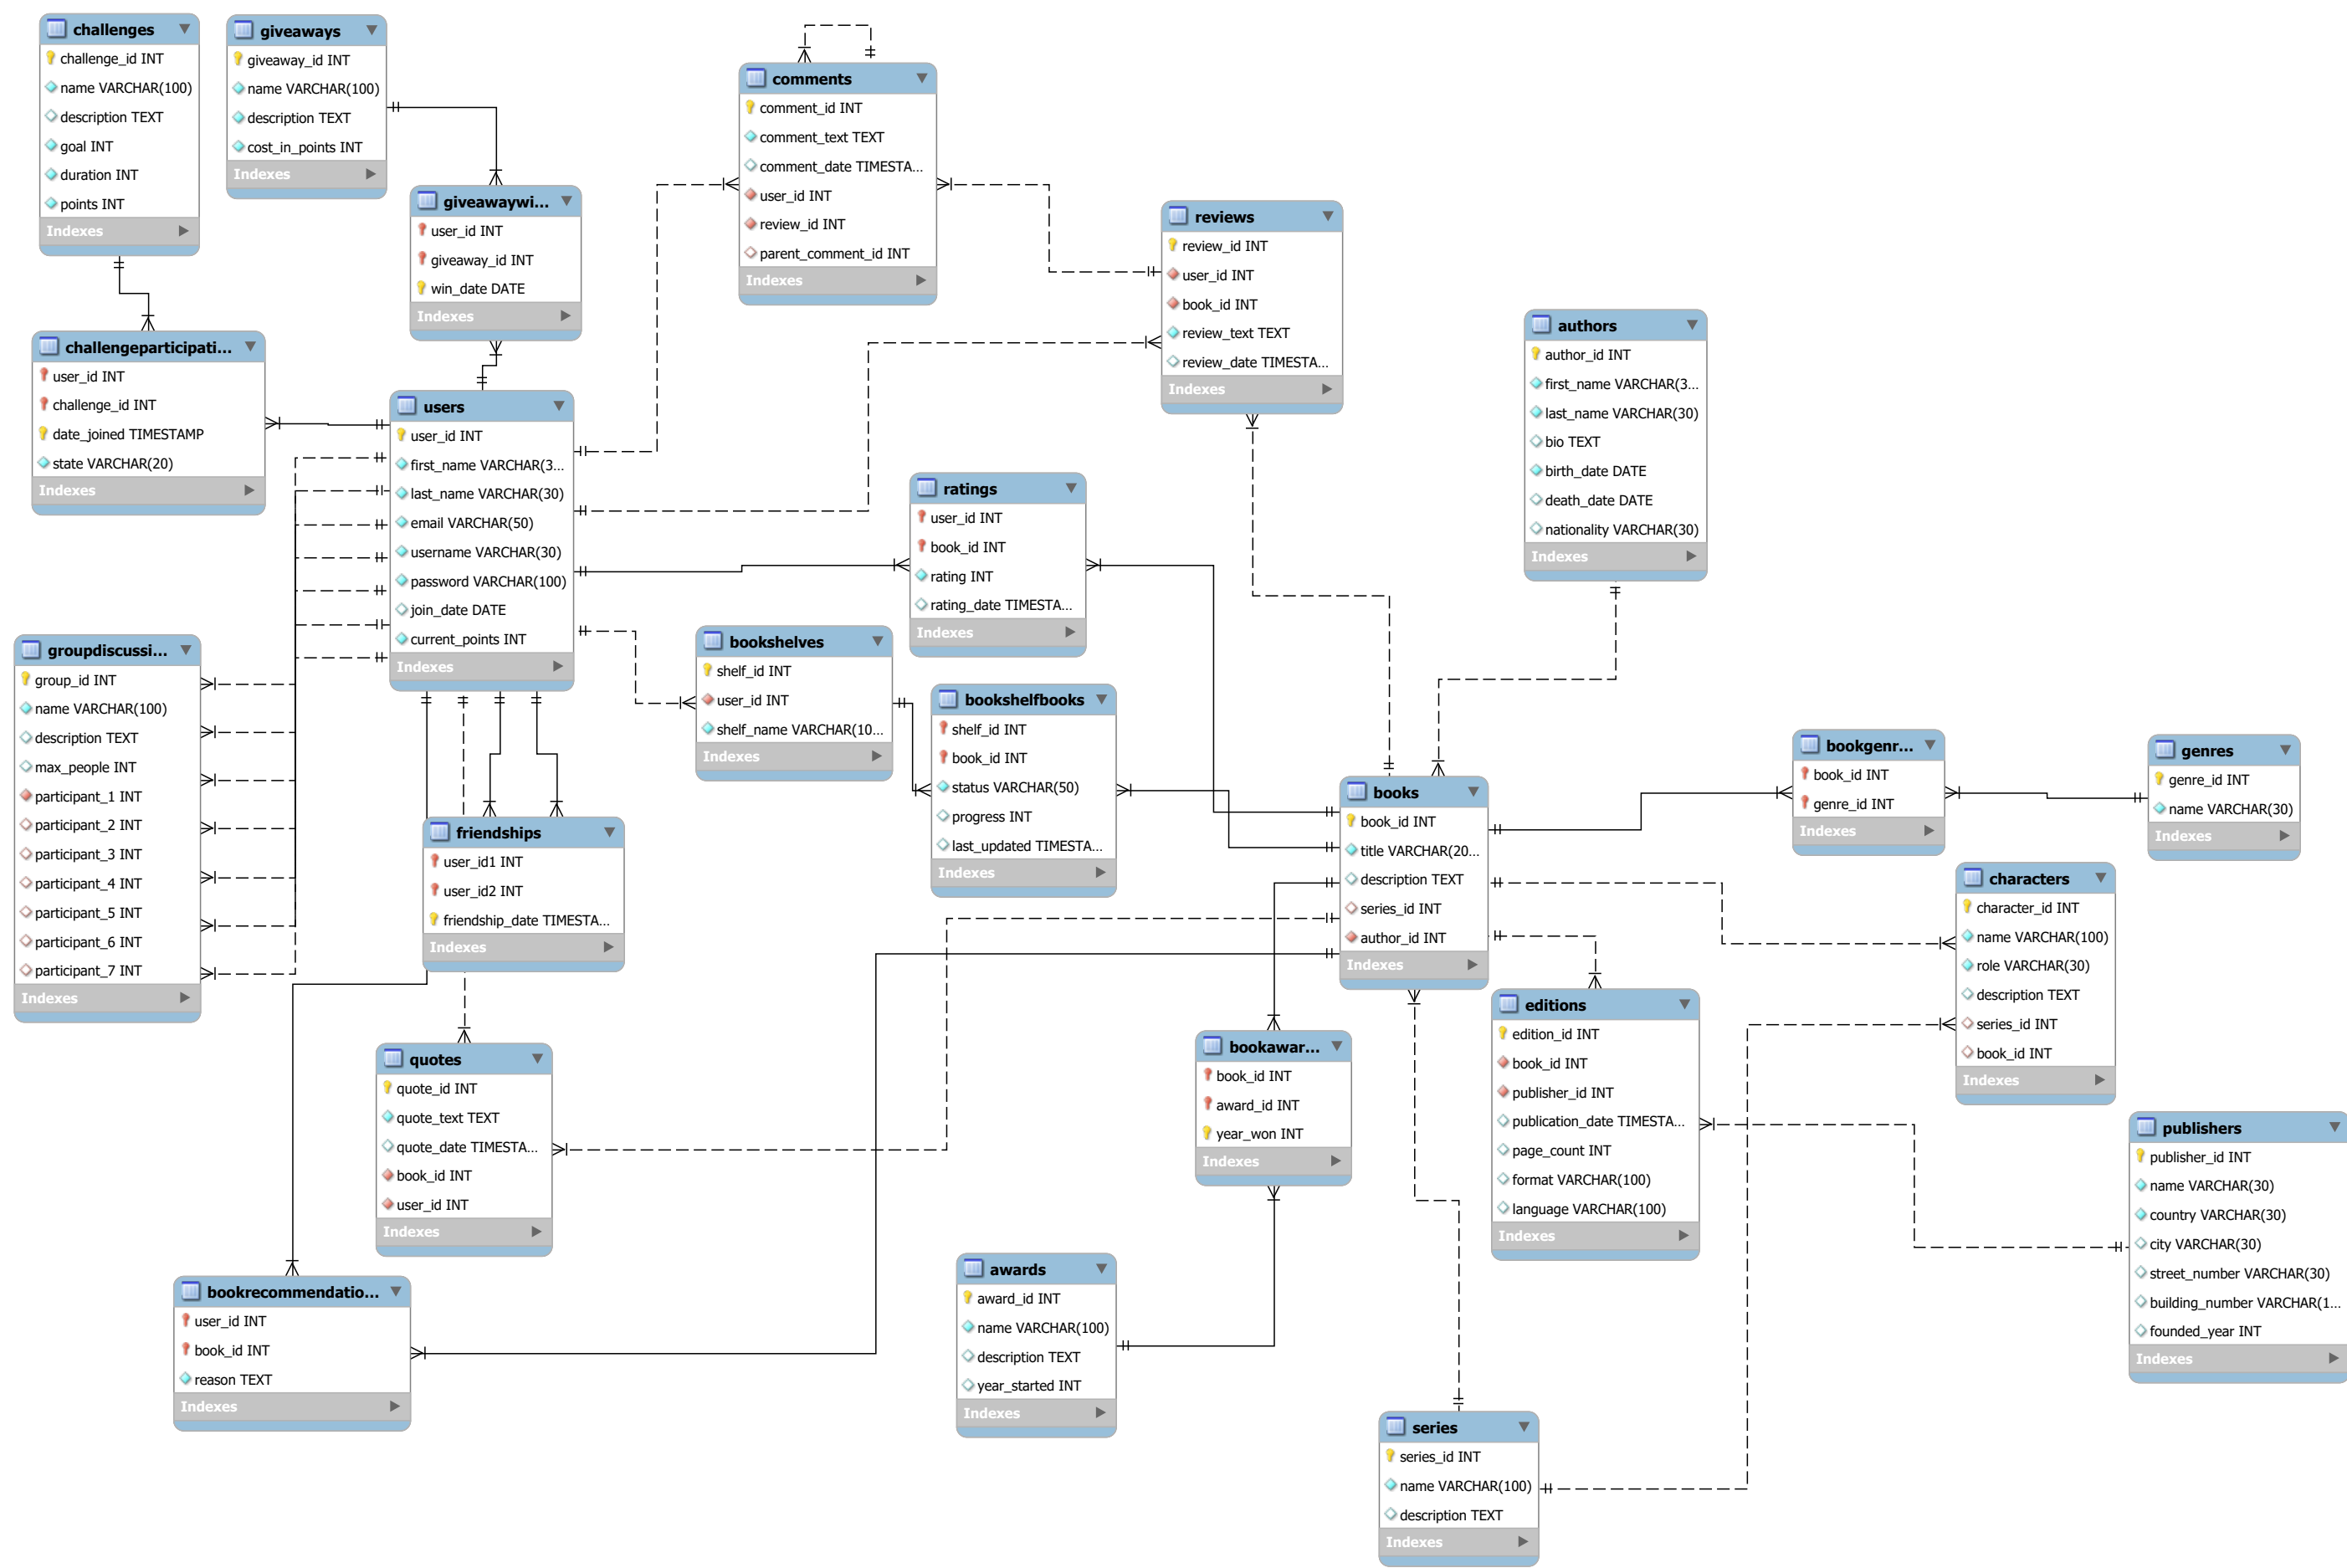 challenges
challenge_id INT
name VARCHAR(100)
description TEXT
goal INT
duration INT
points INT
Indexes
giveaways
giveaway_id INT
name VARCHAR(100)
description TEXT
cost_in_points INT
Indexes
giveawaywi...
user_id INT
giveaway_id INT
win_date DATE
Indexes
comments
comment_id INT
comment_text TEXT
comment_date TIMESTA...
user_id INT
review_id INT
parent_comment_id INT
Indexes
reviews
review_id INT
user_id INT
book_id INT
review_text TEXT
review_date TIMESTA...
Indexes
authors
author_id INT
first_name VARCHAR(3...
last_name VARCHAR(30)
bio TEXT
birth_date DATE
death_date DATE
nationality VARCHAR(30)
Indexes
challengeparticipati...
user_id INT
challenge_id INT
date_joined TIMESTAMP
state VARCHAR(20)
Indexes
users
user_id INT
first_name VARCHAR(3...
last_name VARCHAR(30)
email VARCHAR(50)
username VARCHAR(30)
password VARCHAR(100)
join_date DATE
current_points INT
Indexes
ratings
user_id INT
book_id INT
rating INT
rating_date TIMESTA...
Indexes
groupdiscussi...
group_id INT
name VARCHAR(100)
description TEXT
max_people INT
participant_1 INT
participant_2 INT
participant_3 INT
participant_4 INT
participant_5 INT
participant_6 INT
participant_7 INT
Indexes
bookshelves
shelf_id INT
user_id INT
shelf_name VARCHAR(10...
Indexes
bookshelfbooks
shelf_id INT
book_id INT
status VARCHAR(50)
progress INT
last_updated TIMESTA...
Indexes
friendships
user_id1 INT
user_id2 INT
friendship_date TIMESTA...
Indexes
books
book_id INT
title VARCHAR(20...
description TEXT
series_id INT
author_id INT
Indexes
bookgenr...
book_id INT
genre_id INT
Indexes
genres
genre_id INT
name VARCHAR(30)
Indexes
characters
character_id INT
name VARCHAR(100)
role VARCHAR(30)
description TEXT
series_id INT
book_id INT
Indexes
editions
edition_id INT
book_id INT
publisher_id INT
publication_date TIMESTA...
page_count INT
format VARCHAR(100)
language VARCHAR(100)
Indexes
quotes
quote_id INT
quote_text TEXT
quote_date TIMESTA...
book_id INT
user_id INT
Indexes
bookawar...
book_id INT
award_id INT
year_won INT
Indexes
publishers
publisher_id INT
name VARCHAR(30)
country VARCHAR(30)
city VARCHAR(30)
street_number VARCHAR(30)
building_number VARCHAR(1...
founded_year INT
Indexes
bookrecommendatio...
user_id INT
book_id INT
reason TEXT
Indexes
awards
award_id INT
name VARCHAR(100)
description TEXT
year_started INT
Indexes
series
series_id INT
name VARCHAR(100)
description TEXT
Indexes